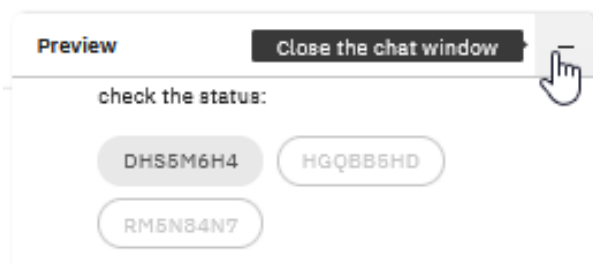 Preview
Close the chat window
check the status:
DHS5M6H4
HGQBB5HD
RM5N84N7